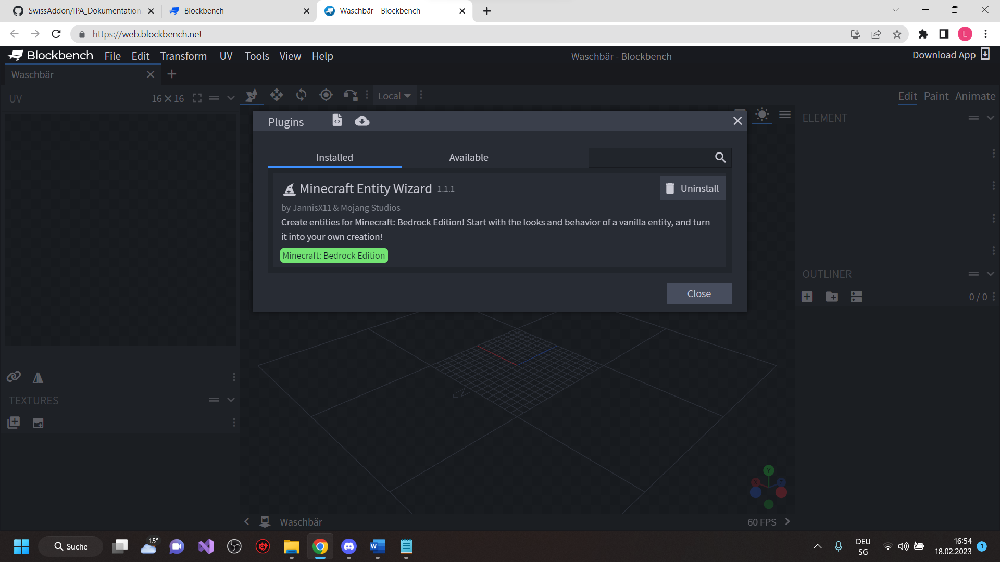 SwissAddon/IPA_Dokumentation
Blockbench
Waschbär - Blockbench
https://web.blockbench.net
L
Blockbench
File
Edit
Transform
UV
Tools
View
Help
Waschbär - Blockbench
Download App
Waschbär
UV
16 × 16
Local
Edit
Paint
Animate
Plugins
ELEMENT
Installed
Available
Minecraft Entity Wizard 1.1.1
Uninstall
by JannisX11 & Mojang Studios
Create entities for Minecraft: Bedrock Edition! Start with the looks and behavior of a vanilla entity, and turn
it into your own creation!
Minecraft: Bedrock Edition
OUTLINER
Close
0 / 0
TEXTURES
Y
X
Z
Waschbär
60 FPS
Suche
15°
W
DEU
SG
16:54
18.02.2023
1